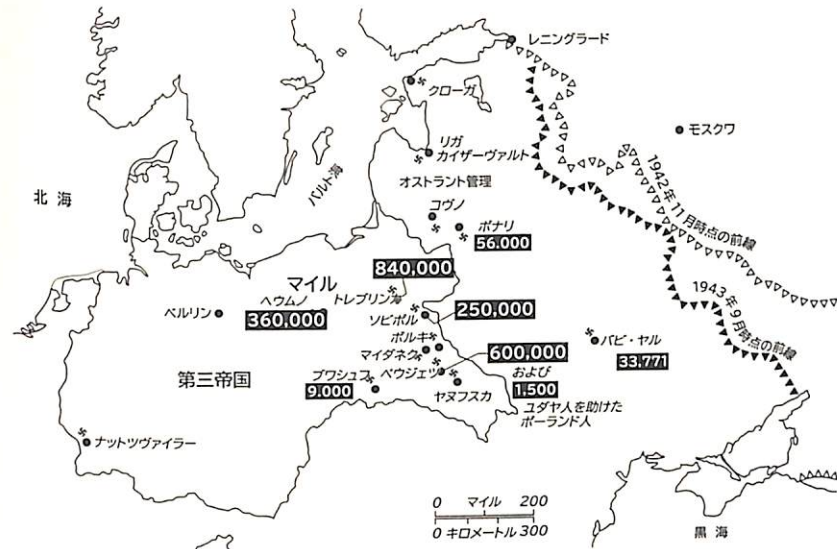 レニングラード
クローガ
モスクワ
リガ
カイザーヴァルト
オストラント管理
バルト海
北 海
コヴノ
ポナリ
56.000
1942年11月時点の前線
1943年9月時点の前線
マイル
840,000
トレブリンカ
ヘウムノ
360,000
ベルリン
ソビボル
250,000
ボルキ
マイダネク
600,000
ベウジェツ
および
1.500
ユダヤ人を助けた
ポーランド人
バビ・ヤル
33.771
第三帝国
プワシュフ
9.000
ヤヌフスカ
ナットツヴァイラー
0 マイル 200
0 キロメートル 300
黒 海